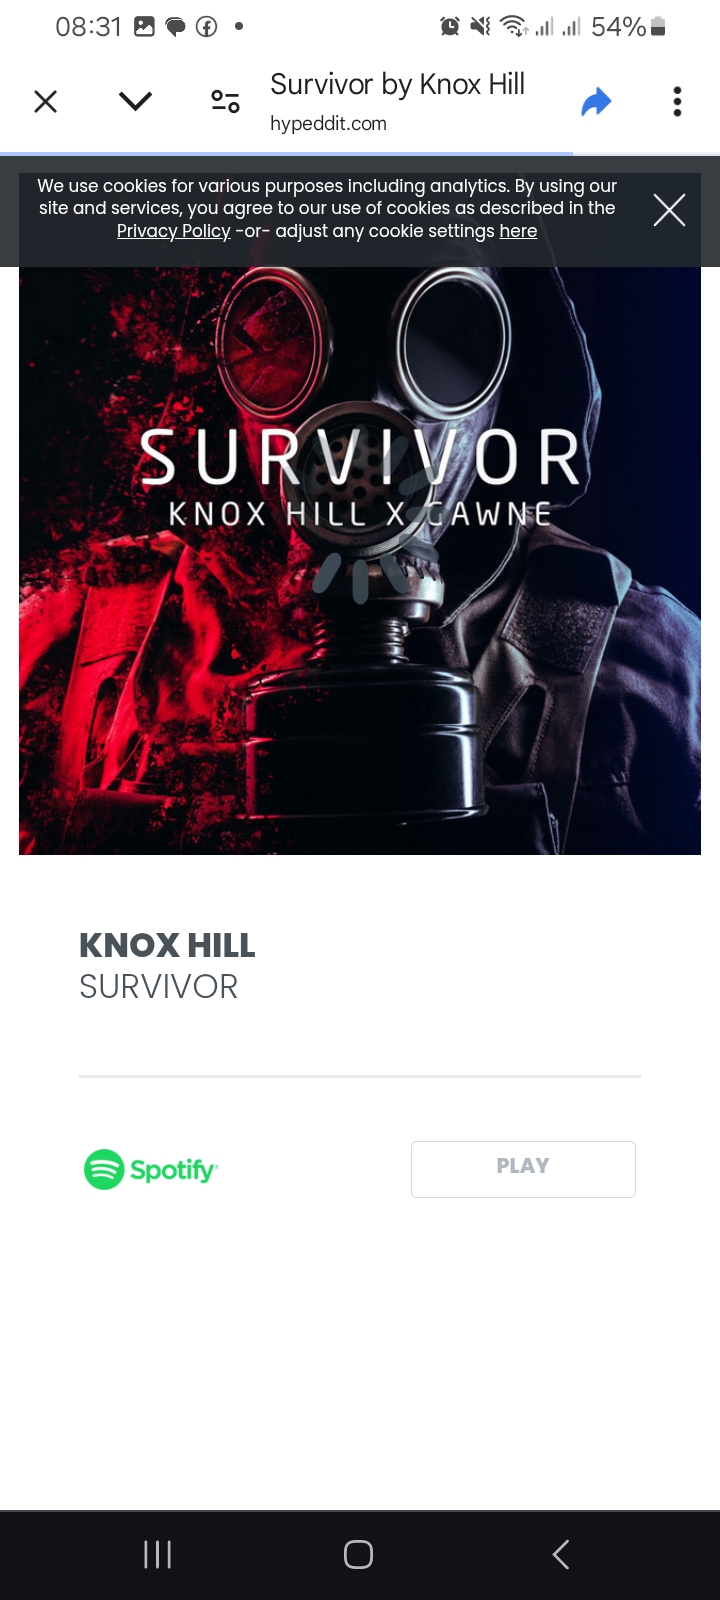 08:31
54%
Survivor by Knox Hill
hypeddit.com
We use cookies for various purposes including analytics. By using our
site and services, you agree to our use of cookies as described in the
Privacy Policy -or- adjust any cookie settings here
SURVIVOR
KNOX HILL X GAWNE
KNOX HILL
SURVIVOR
Spotify
PLAY